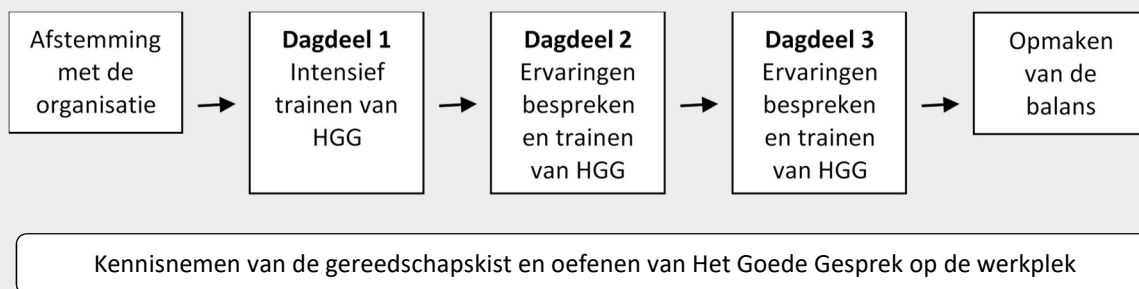 Afstemming
met de
organisatie
Dagdeel 1
Intensief
trainen van
HGG
Dagdeel 2
Ervaringen
bespreken
en trainen
van HGG
Dagdeel 3
Ervaringen
bespreken
en trainen
van HGG
Opmaken
van de
balans
Kennisnemen van de gereedschapskist en oefenen van Het Goede Gesprek op de werkplek